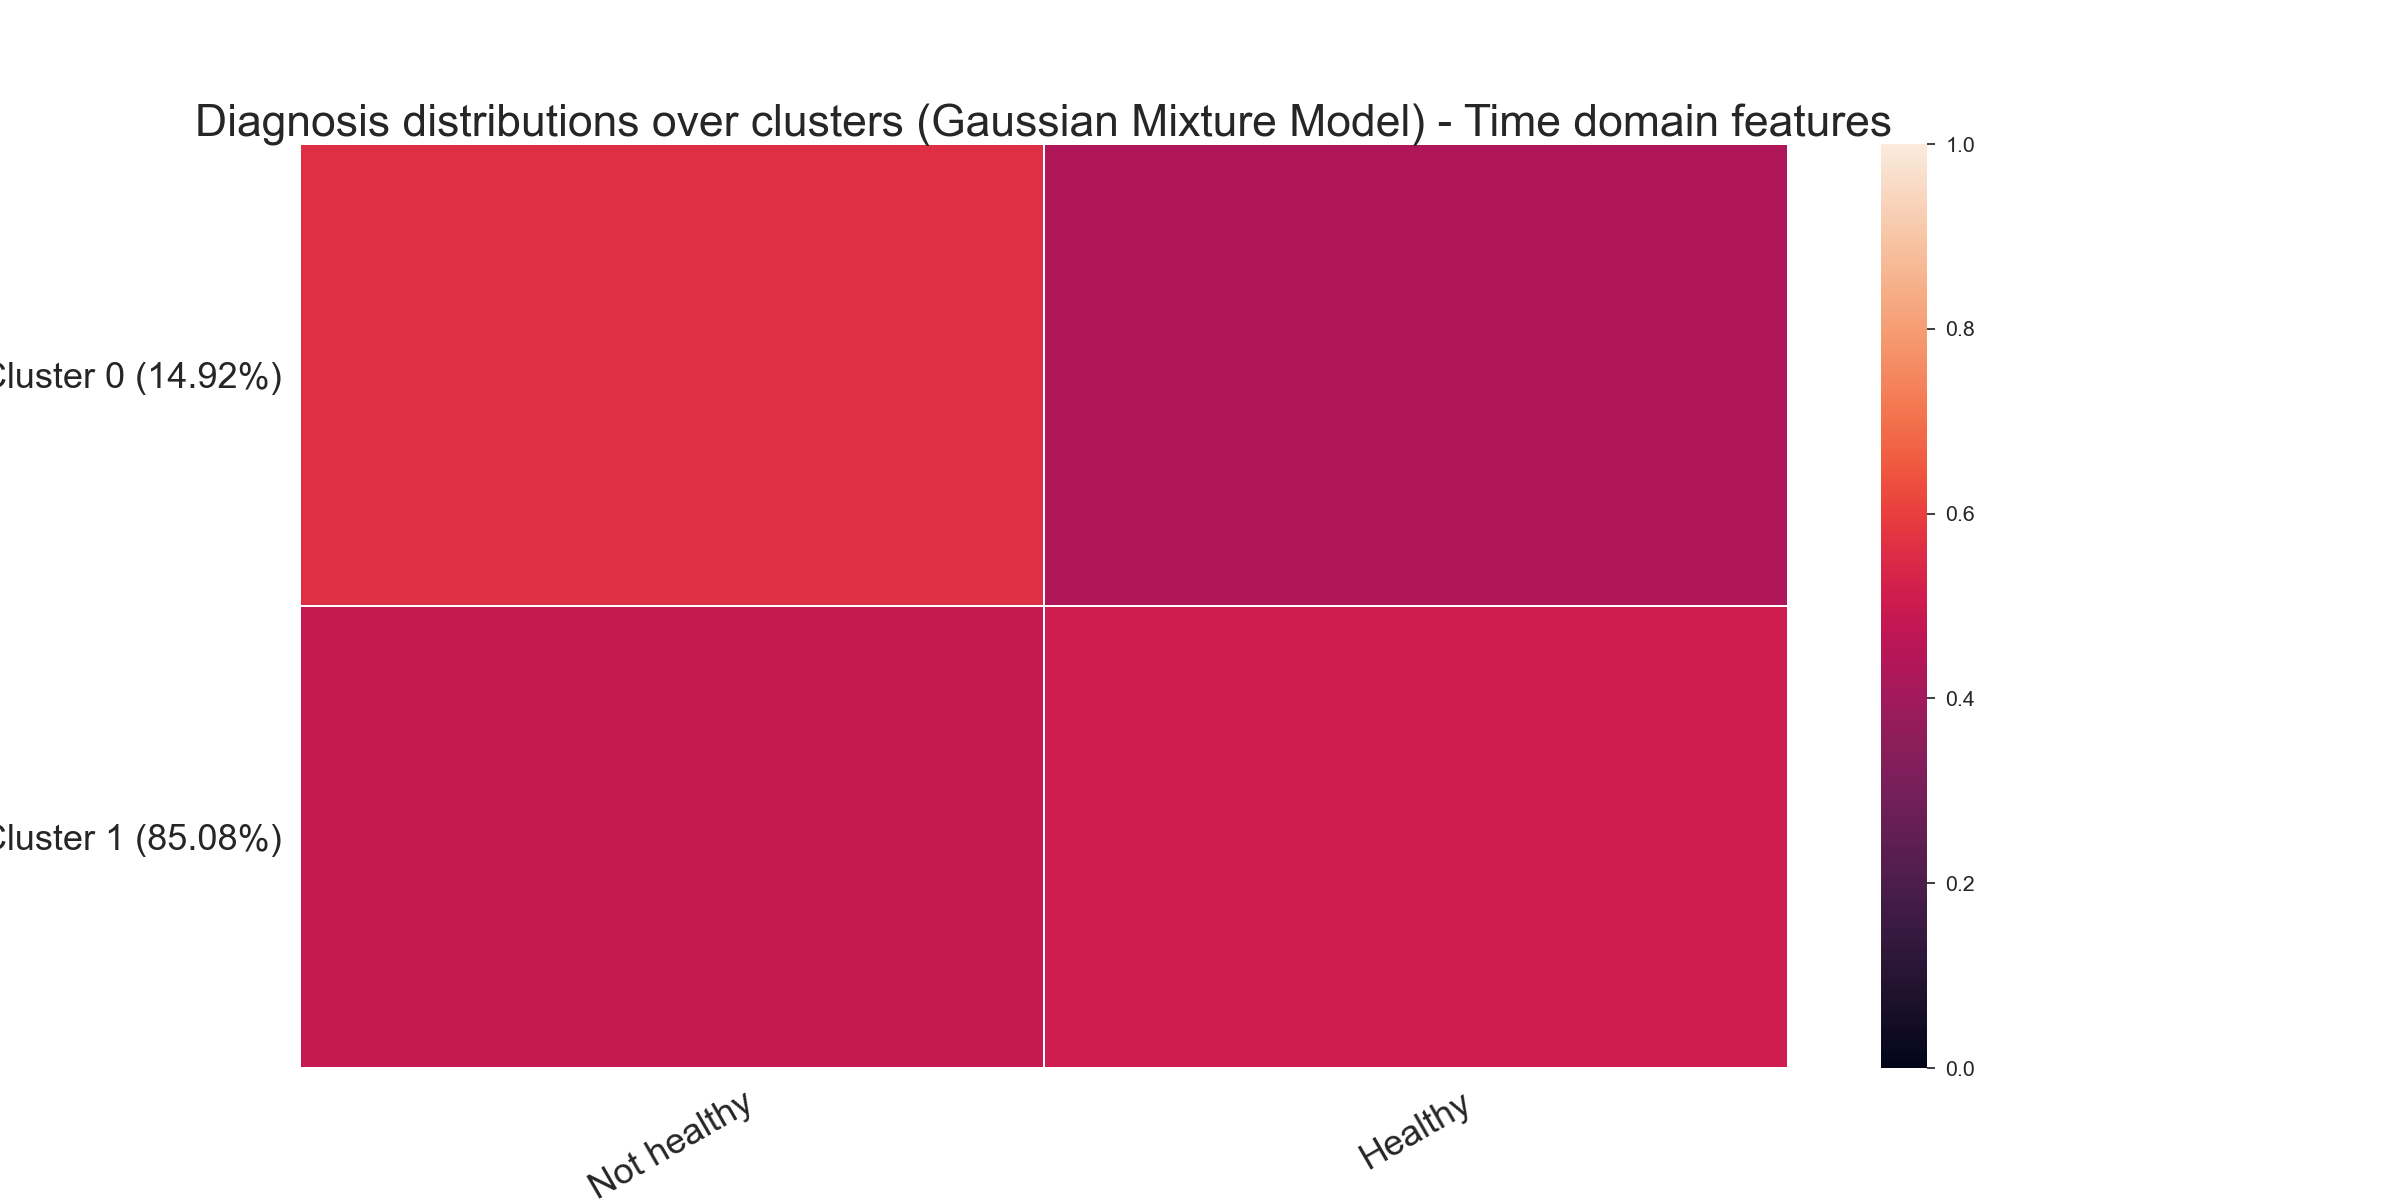 Diagnosis distributions over clusters (Gaussian Mixture Model) - Time domain features
Cluster 0 (14.92%)
Cluster 1 (85.08%)
Not healthy
Healthy
1.0
0.8
0.6
0.4
0.2
0.0